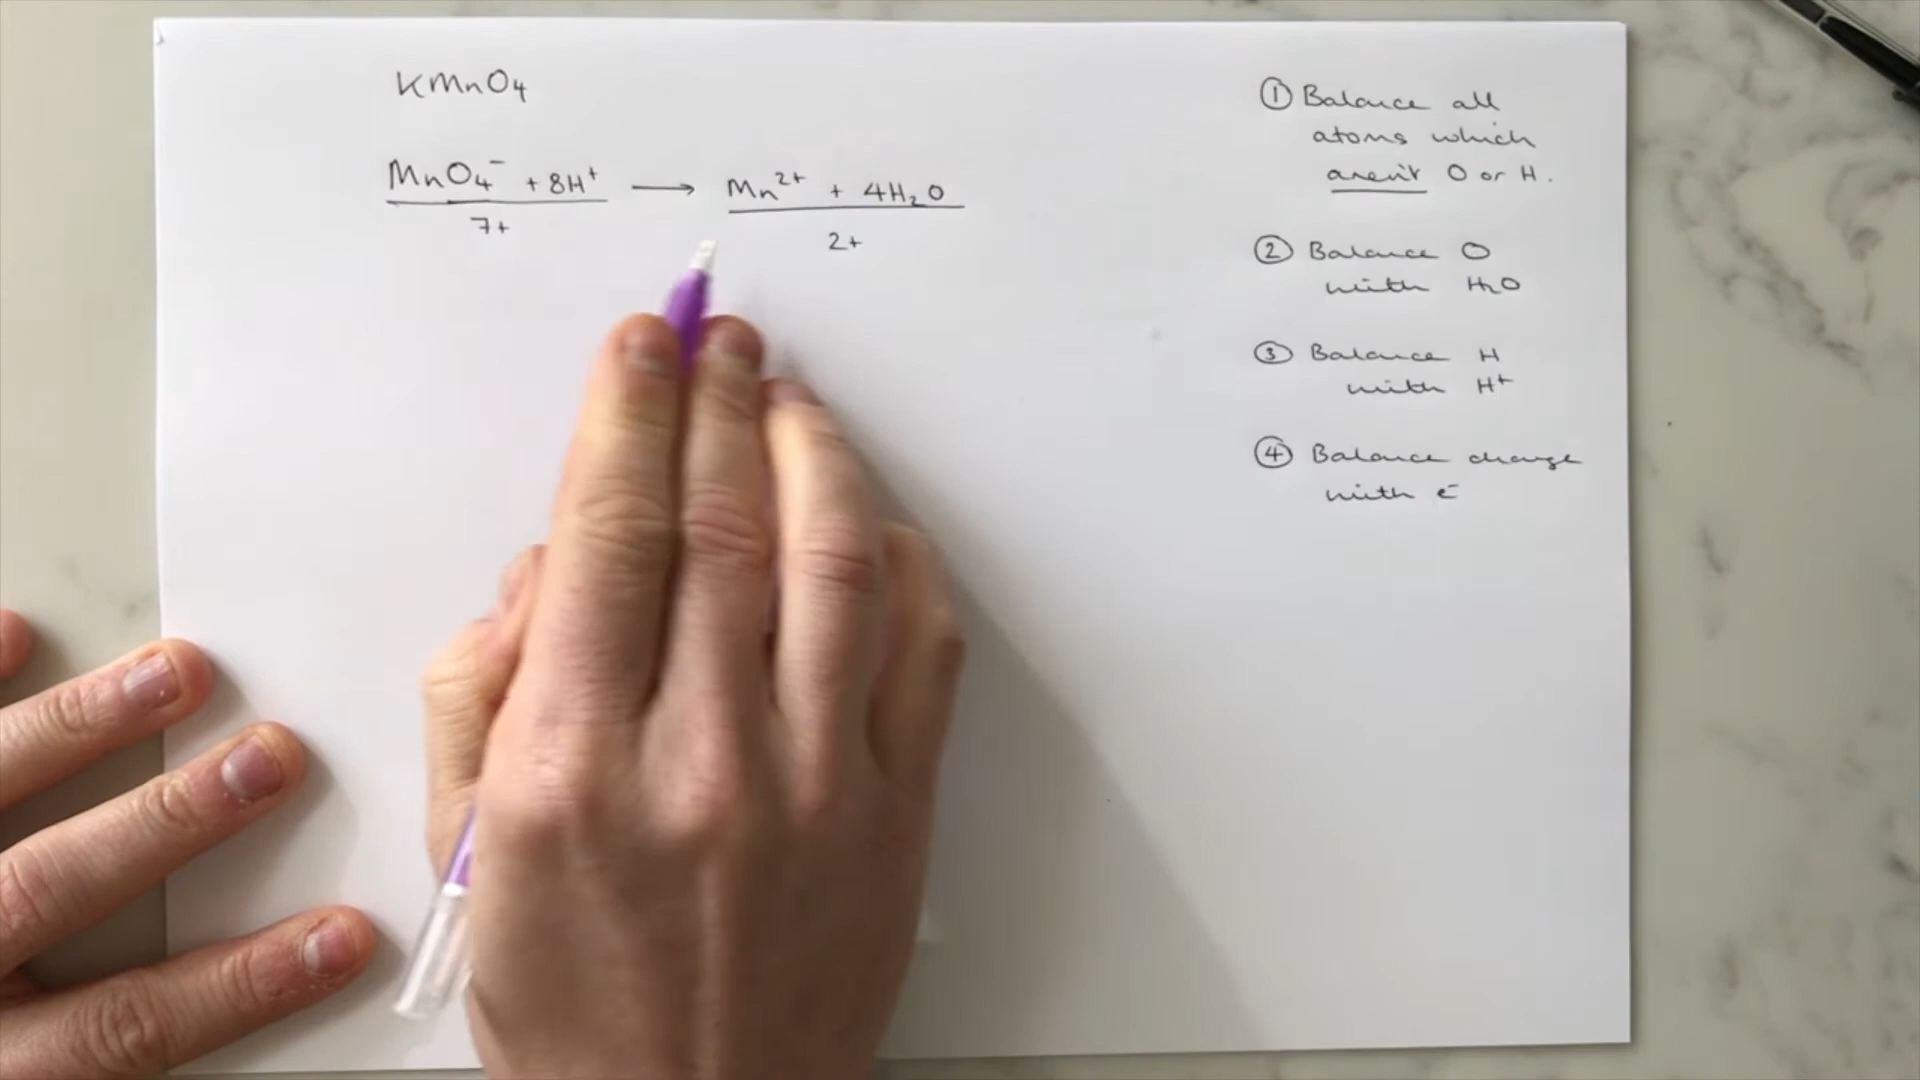 KMnO₄
MnO₄⁻ + 8H⁺ ⟶ Mn²⁺ + 4H₂O
7+ 2+
① Balance all
atoms which
aren't O or H.
② Balance O
with H₂O
③ Balance H
with H⁺
④ Balance charge
with e⁻